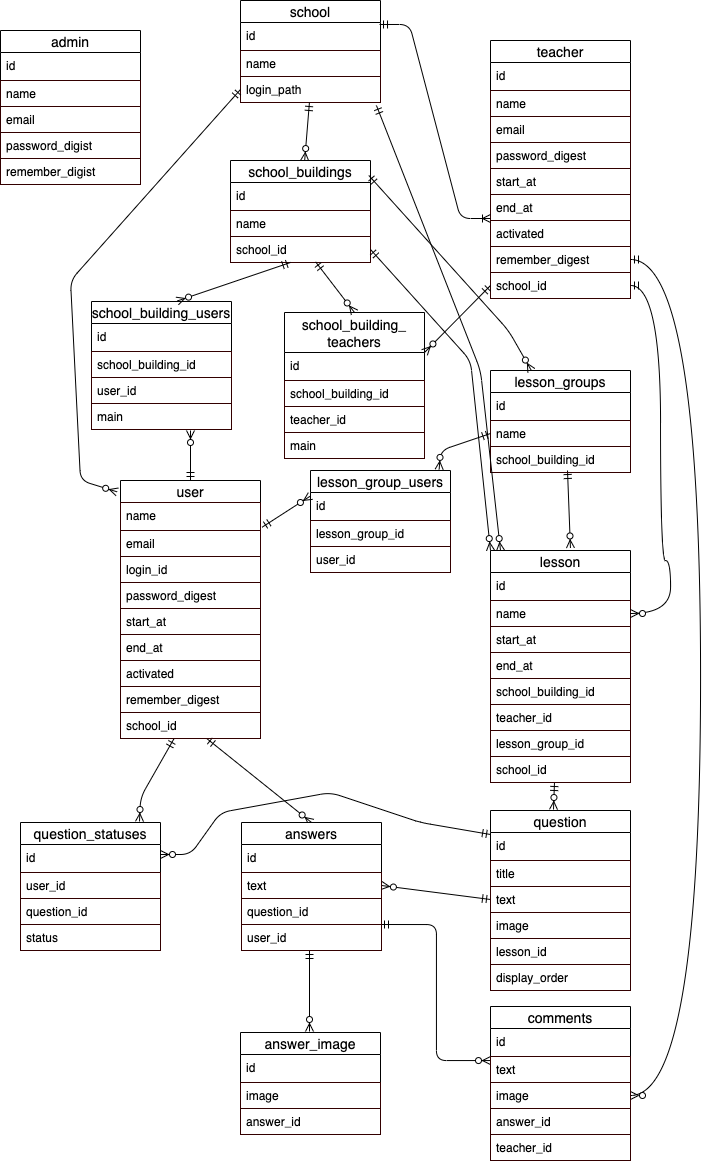 school
id
name
login_path
admin
id
name
email
password_digist
remember_digist
teacher
id
name
email
password_digest
start_at
end_at
activated
remember_digest
school_id
school_buildings
id
name
school_id
school_building_users
id
school_building_id
user_id
main
school_building_
teachers
id
school_building_id
teacher_id
main
lesson_groups
id
name
school_building_id
lesson_group_users
id
lesson_group_id
user_id
user
name
email
login_id
password_digest
start_at
end_at
activated
remember_digest
school_id
lesson
id
name
start_at
end_at
school_building_id
teacher_id
lesson_group_id
school_id
question_statuses
id
user_id
question_id
status
answers
id
text
question_id
user_id
question
id
title
text
image
lesson_id
display_order
answer_image
id
image
answer_id
comments
id
text
image
answer_id
teacher_id